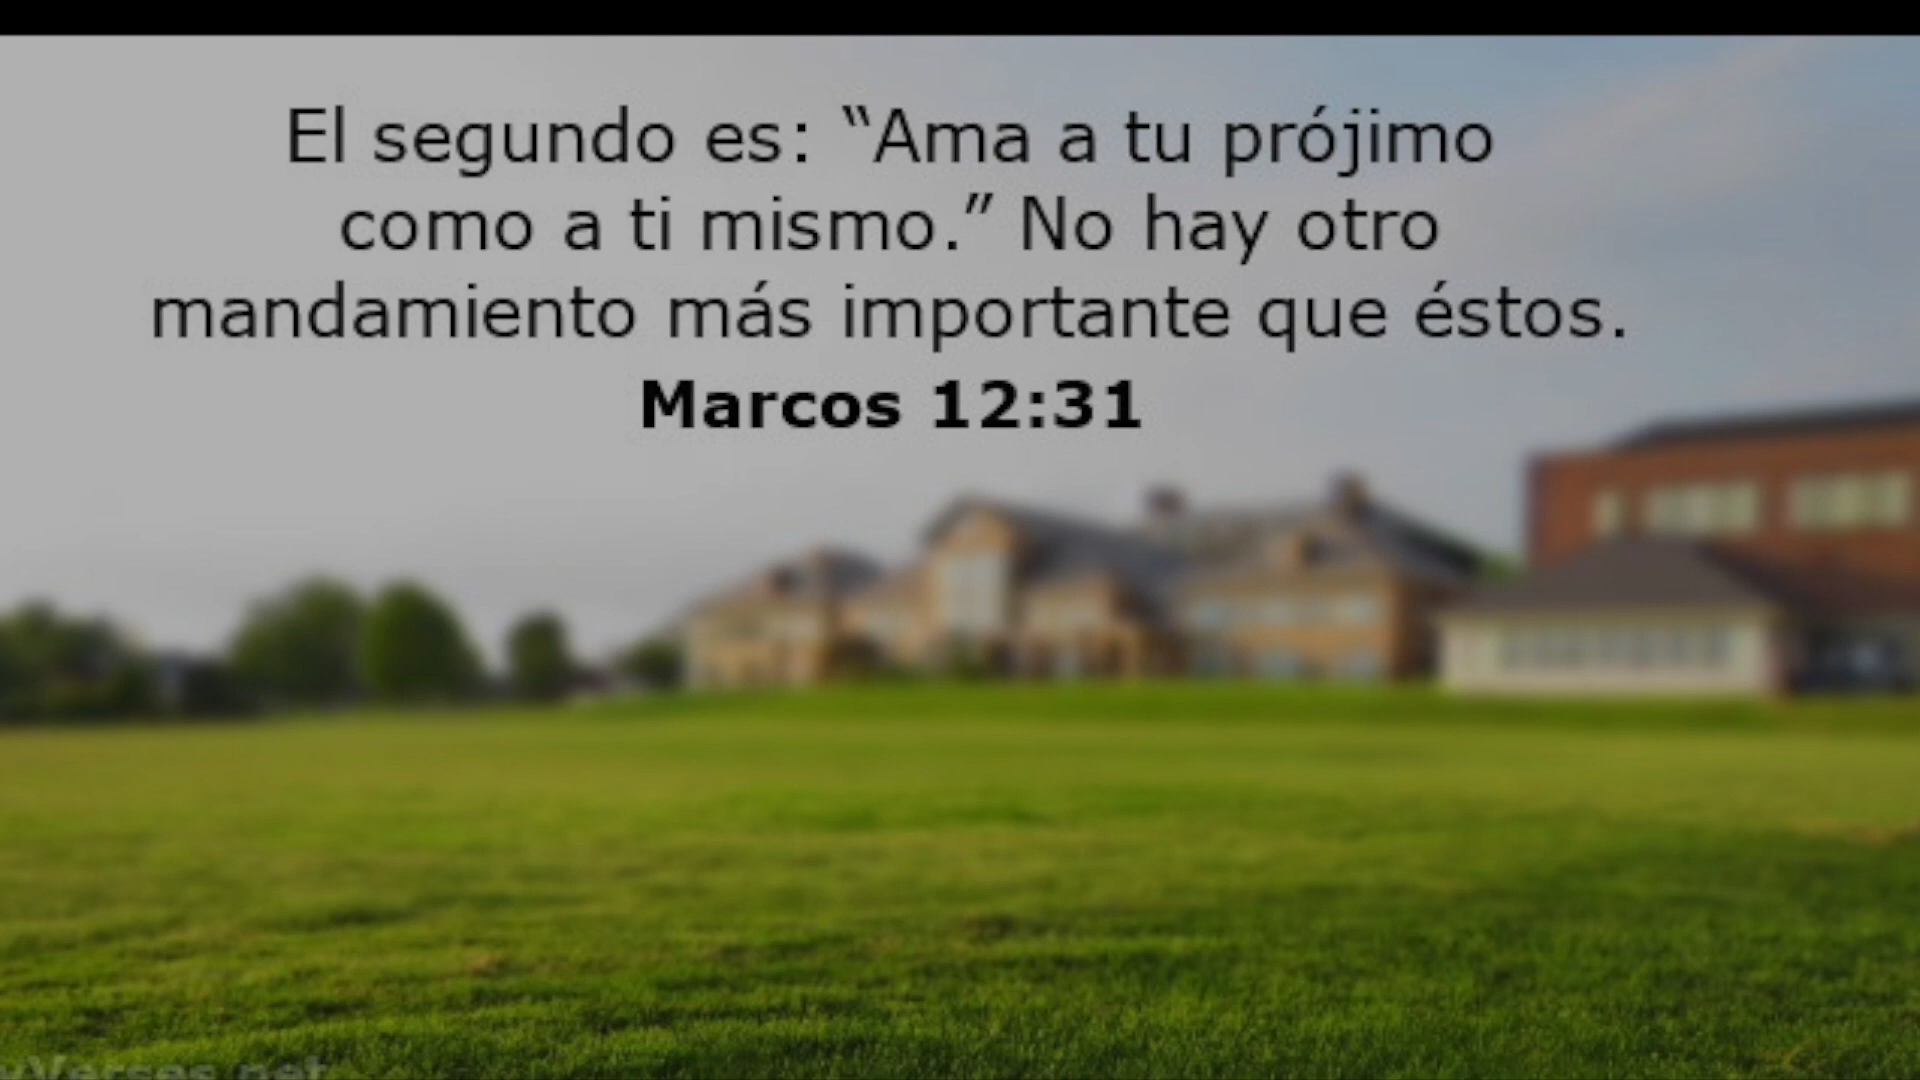 El segundo es: “Ama a tu prójimo
como a ti mismo.” No hay otro
mandamiento más importante que éstos.
Marcos 12:31